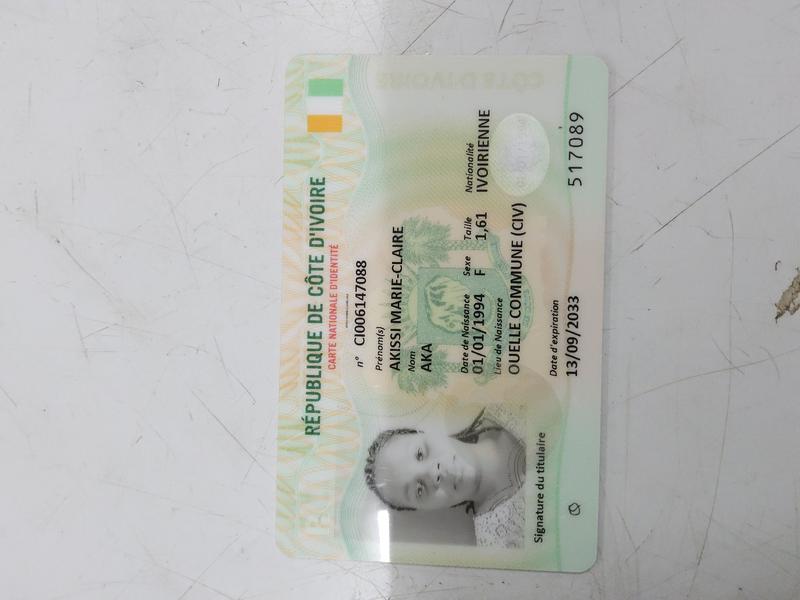 RÉPUBLIQUE DE CÔTE D'IVOIRE
CARTE NATIONALE D'IDENTITÉ
n° CI006147088
Prénom(s)
AKISSI MARIE-CLAIRE
Nom
AKA
Date de Naissance Sexe Taille Nationalité
01/01/1994 F 1,61 IVOIRIENNE
Lieu de Naissance
OUELLE COMMUNE (CIV)
Signature du titulaire
Date d'expiration
13/09/2033
517089
CÔTE D'IVOIRE